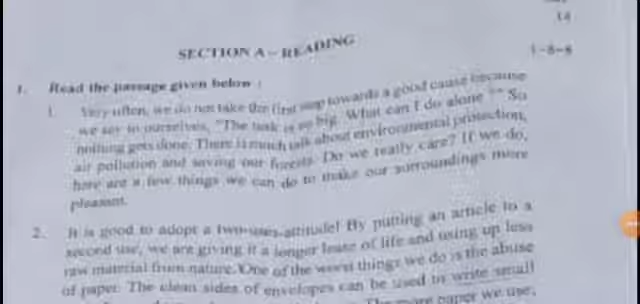 14
SECTION A – READING
1–8=8
1. Read the passage given below :
1. Very often, we do not take the first step towards a good cause because
we say to ourselves, "The task is so big. What can I do alone ?" So
nothing gets done. There is much talk about environmental protection,
air pollution and saving our forests. Do we really care? If we do,
here are a few things we can do to make our surroundings more
pleasant.
2. It is good to adopt a two-uses-attitude! By putting an article to a
second use, we are giving it a longer lease of life and using up less
raw material from nature. One of the worst things we do is the abuse
of paper. The clean sides of envelopes can be used to write small
The more paper we use,